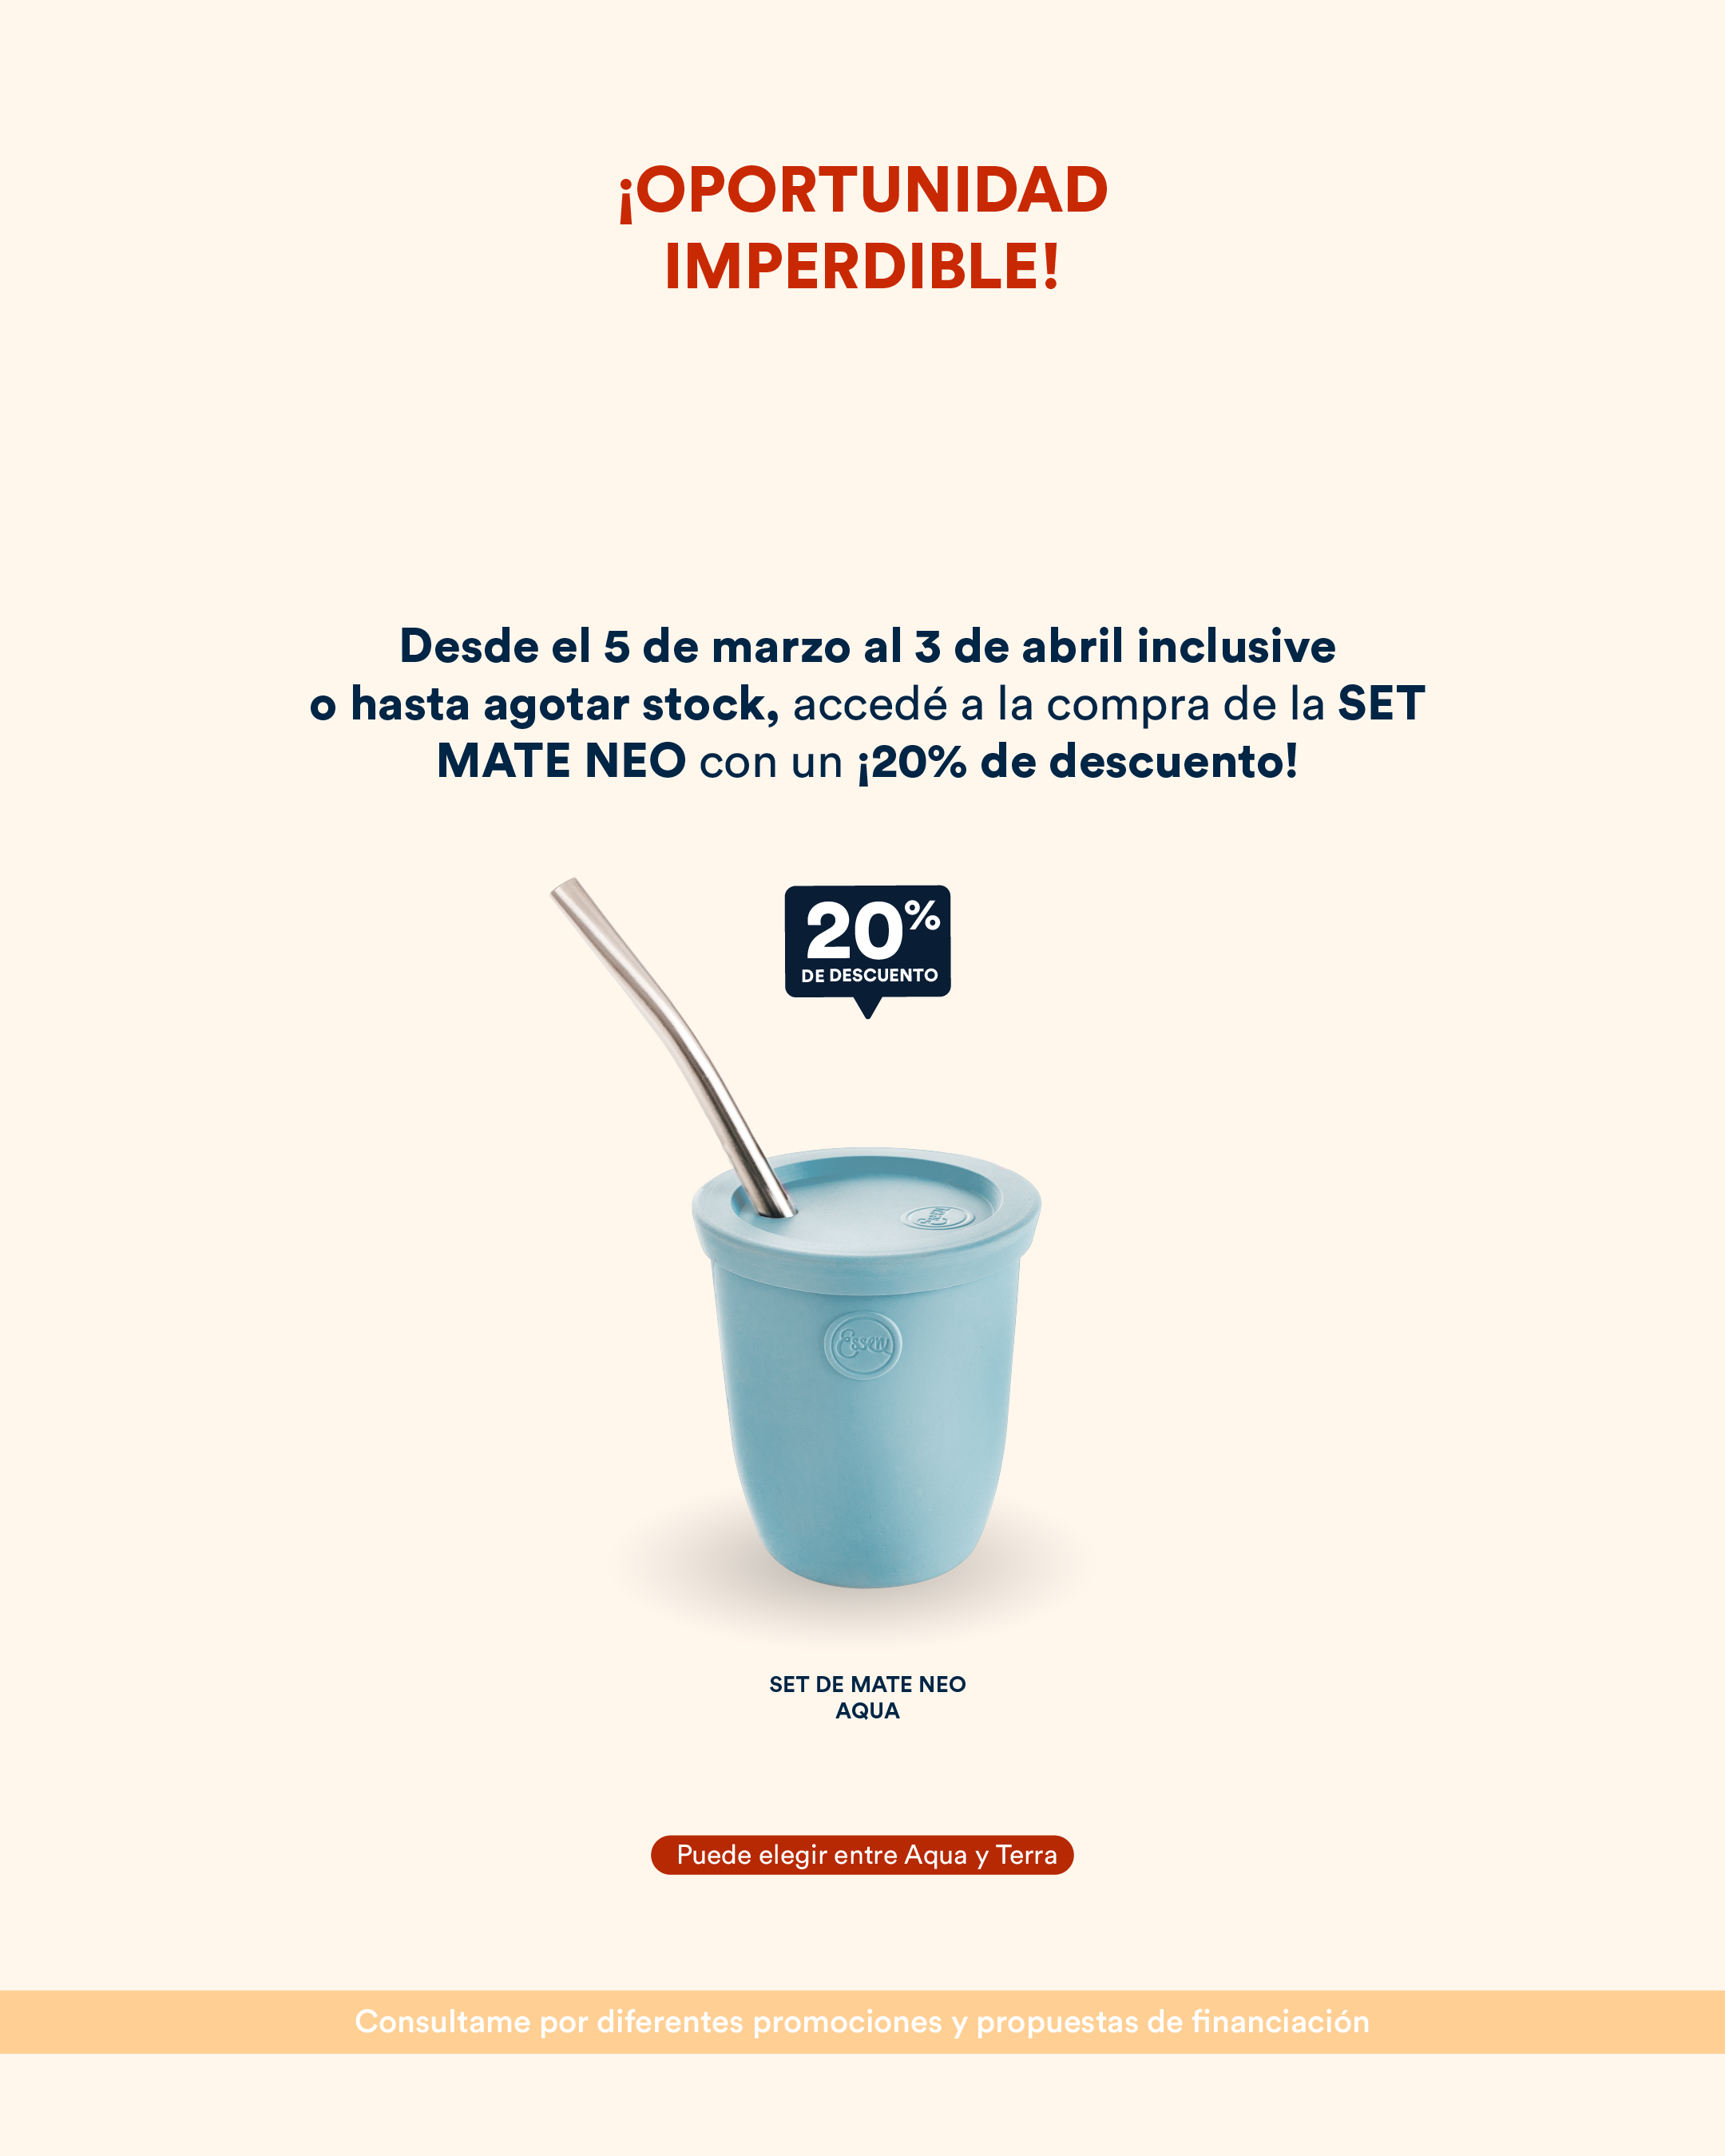 ¡OPORTUNIDAD
IMPERDIBLE!
Desde el 5 de marzo al 3 de abril inclusive
o hasta agotar stock, accedé a la compra de la SET
MATE NEO con un ¡20% de descuento!
20%
DE DESCUENTO
Essen
Essen
SET DE MATE NEO
AQUA
Puede elegir entre Aqua y Terra
Consultame por diferentes promociones y propuestas de financiación